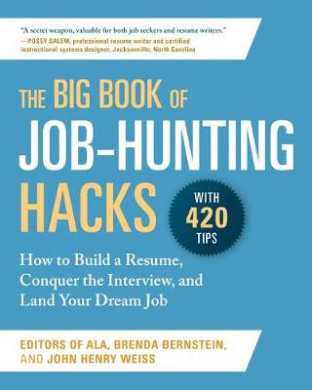 "A secret weapon, valuable for both job seekers and resume writers."
—POSEY SALEM, professional resume writer and certified
instructional systems designer, Jacksonville, North Carolina
THE BIG BOOK OF
JOB-HUNTING
HACKS
WITH
420
TIPS
How to Build a Resume,
Conquer the Interview, and
Land Your Dream Job
EDITORS OF ALA, BRENDA BERNSTEIN,
AND JOHN HENRY WEISS